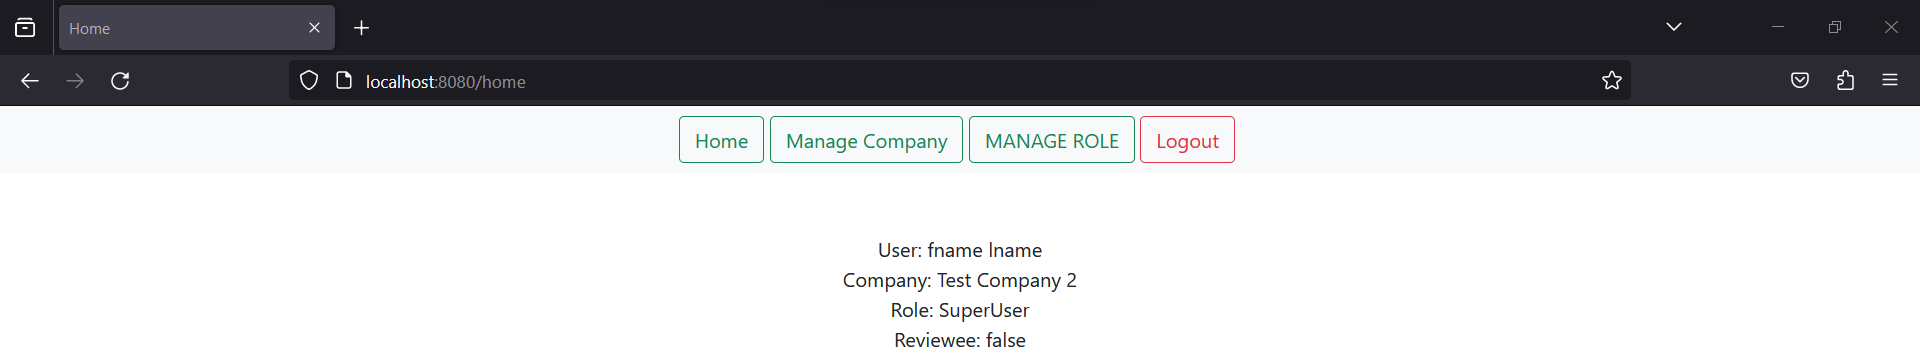 Home
localhost:8080/home
Home Manage Company MANAGE ROLE Logout
User: fname lname
Company: Test Company 2
Role: SuperUser
Reviewee: false